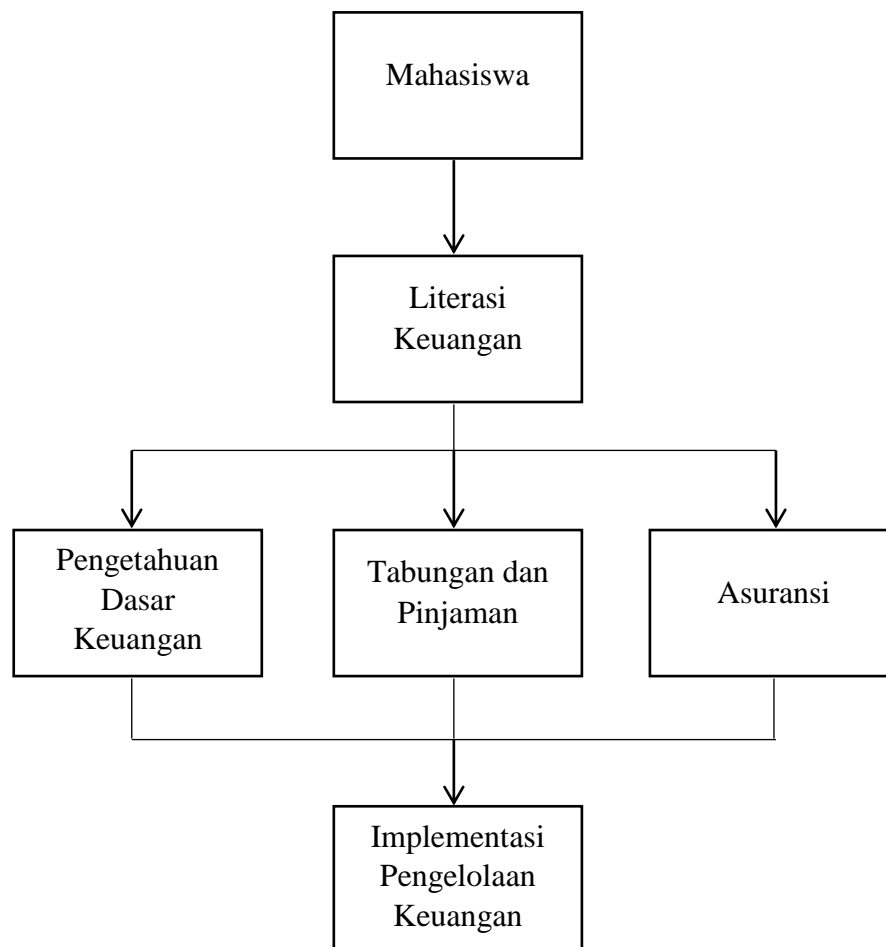 Mahasiswa
Literasi
Keuangan
Pengetahuan
Dasar
Keuangan
Tabungan dan
Pinjaman
Asuransi
Implementasi
Pengelolaan
Keuangan